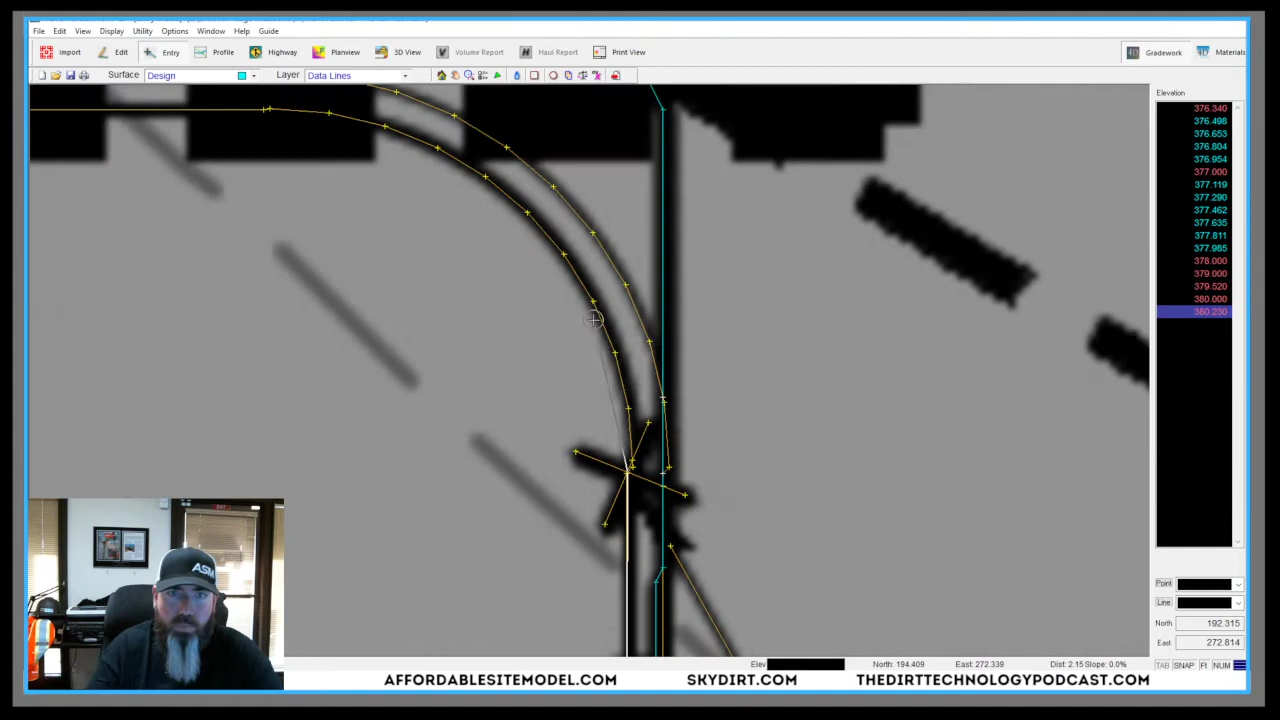 File Edit View Display Utility Options Window Help Guide
Import Edit Entry Profile Highway Planview 3D View Volume Report Haul Report Print View 4D Gradework 4D Materials
Surface Design Layer Data Lines
Elevation
376.340
376.498
376.653
376.804
376.954
377.000
377.119
377.290
377.462
377.635
377.811
377.985
378.000
379.000
379.520
380.000
380.230
EXIT
ASM
Point
Line
North 192.315
East 272.814
Elev North: 194.409 East: 272.339 Dist: 2.15 Slope: 0.0% TAB SNAP Ft NUM
AFFORDABLESITEMODEL.COM SKYDIRT.COM THEDIRTTECHNOLOGYPODCAST.COM